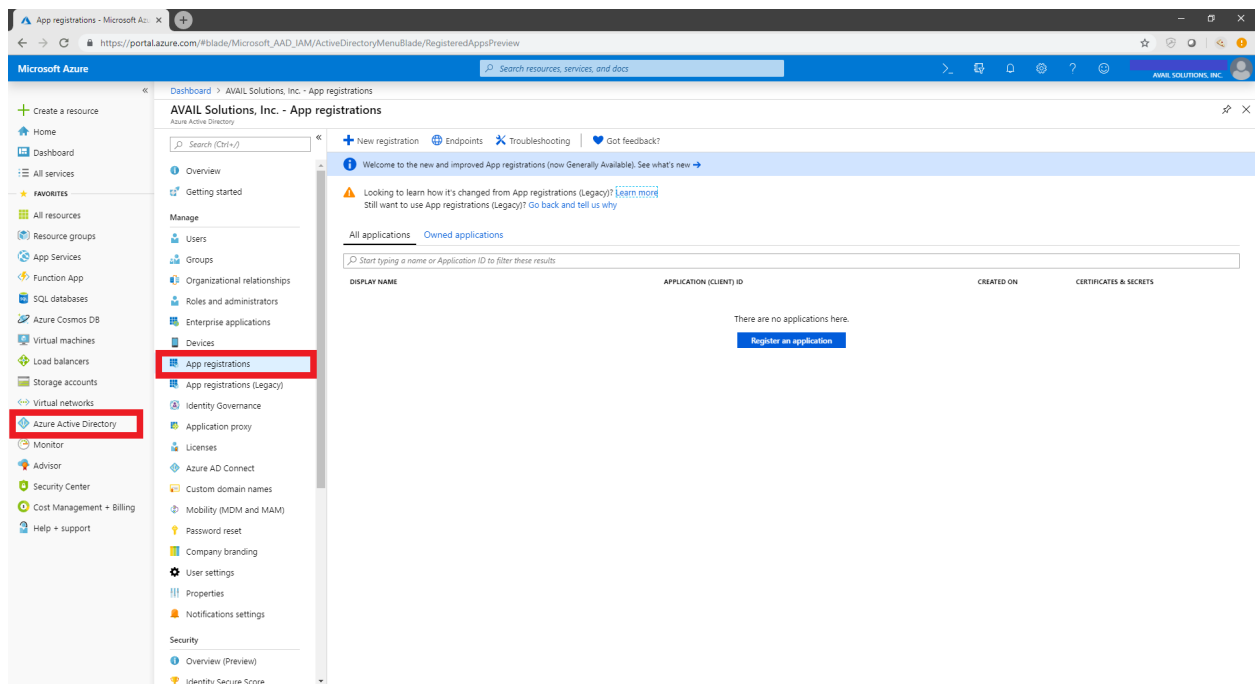 App registrations - Microsoft Azu
https://portal.azure.com/#blade/Microsoft_AAD_IAM/ActiveDirectoryMenuBlade/RegisteredAppsPreview
Microsoft Azure
Search resources, services, and docs
AVAIL SOLUTIONS, INC.
Create a resource
Home
Dashboard
All services
FAVORITES
All resources
Resource groups
App Services
Function App
SQL databases
Azure Cosmos DB
Virtual machines
Load balancers
Storage accounts
Virtual networks
Azure Active Directory
Monitor
Advisor
Security Center
Cost Management + Billing
Help + support
Dashboard > AVAIL Solutions, Inc. - App registrations
AVAIL Solutions, Inc. - App registrations
Azure Active Directory
Search (Ctrl+/)
Overview
Getting started
Manage
Users
Groups
Organizational relationships
Roles and administrators
Enterprise applications
Devices
App registrations
App registrations (Legacy)
Identity Governance
Application proxy
Licenses
Azure AD Connect
Custom domain names
Mobility (MDM and MAM)
Password reset
Company branding
User settings
Properties
Notifications settings
Security
Overview (Preview)
Identity Secure Score
New registration Endpoints Troubleshooting Got feedback?
Welcome to the new and improved App registrations (now Generally Available). See what's new →
Looking to learn how it's changed from App registrations (Legacy)? Learn more
Still want to use App registrations (Legacy)? Go back and tell us why
All applications Owned applications
Start typing a name or Application ID to filter these results
DISPLAY NAME APPLICATION (CLIENT) ID CREATED ON CERTIFICATES & SECRETS
There are no applications here.
Register an application